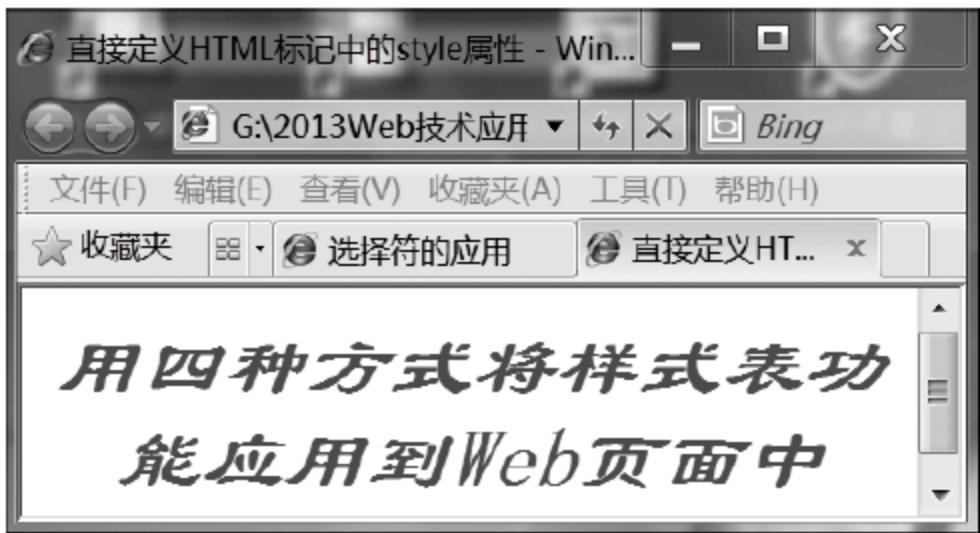 直接定义HTML标记中的style属性 - Win...
G:\2013Web技术应用 Bing
文件(F) 编辑(E) 查看(V) 收藏夹(A) 工具(T) 帮助(H)
收藏夹 选择符的应用 直接定义HT... x
用四种方式将样式表功
能应用到Web页面中